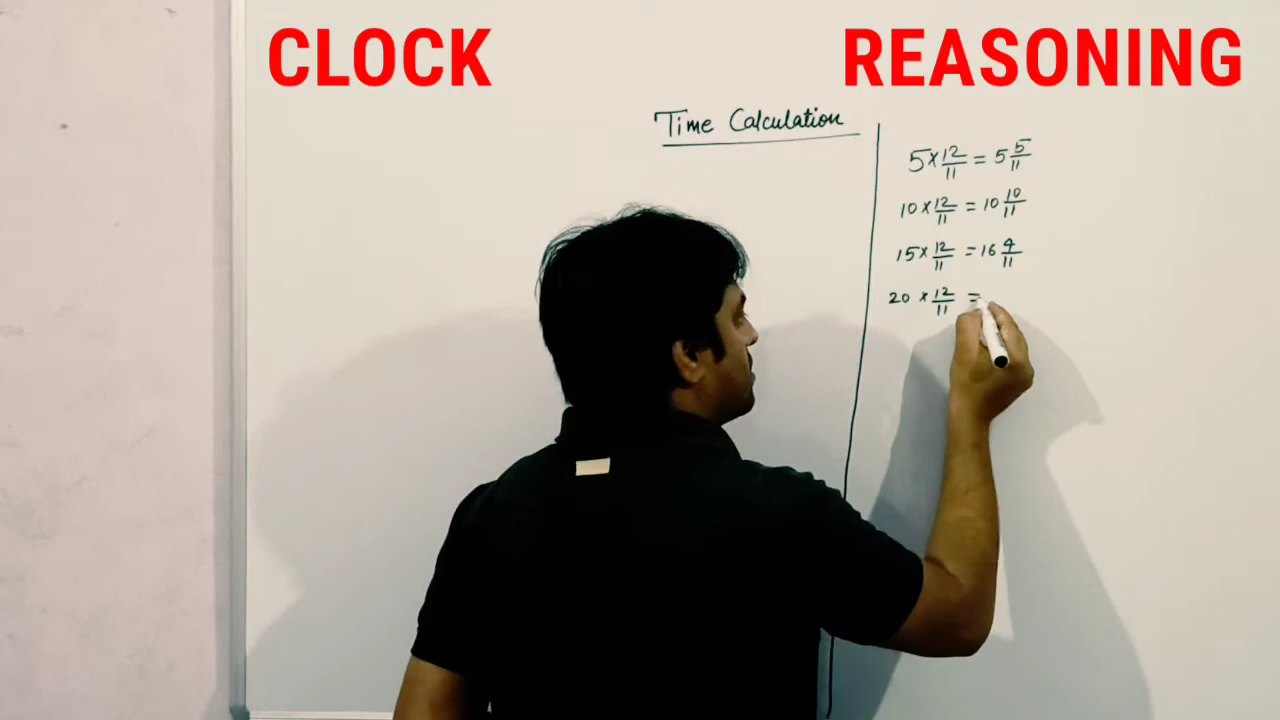 CLOCK REASONING
Time Calculation
5 × 12/11 = 5 5/11
10 × 12/11 = 10 10/11
15 × 12/11 = 16 4/11
20 × 12/11 =